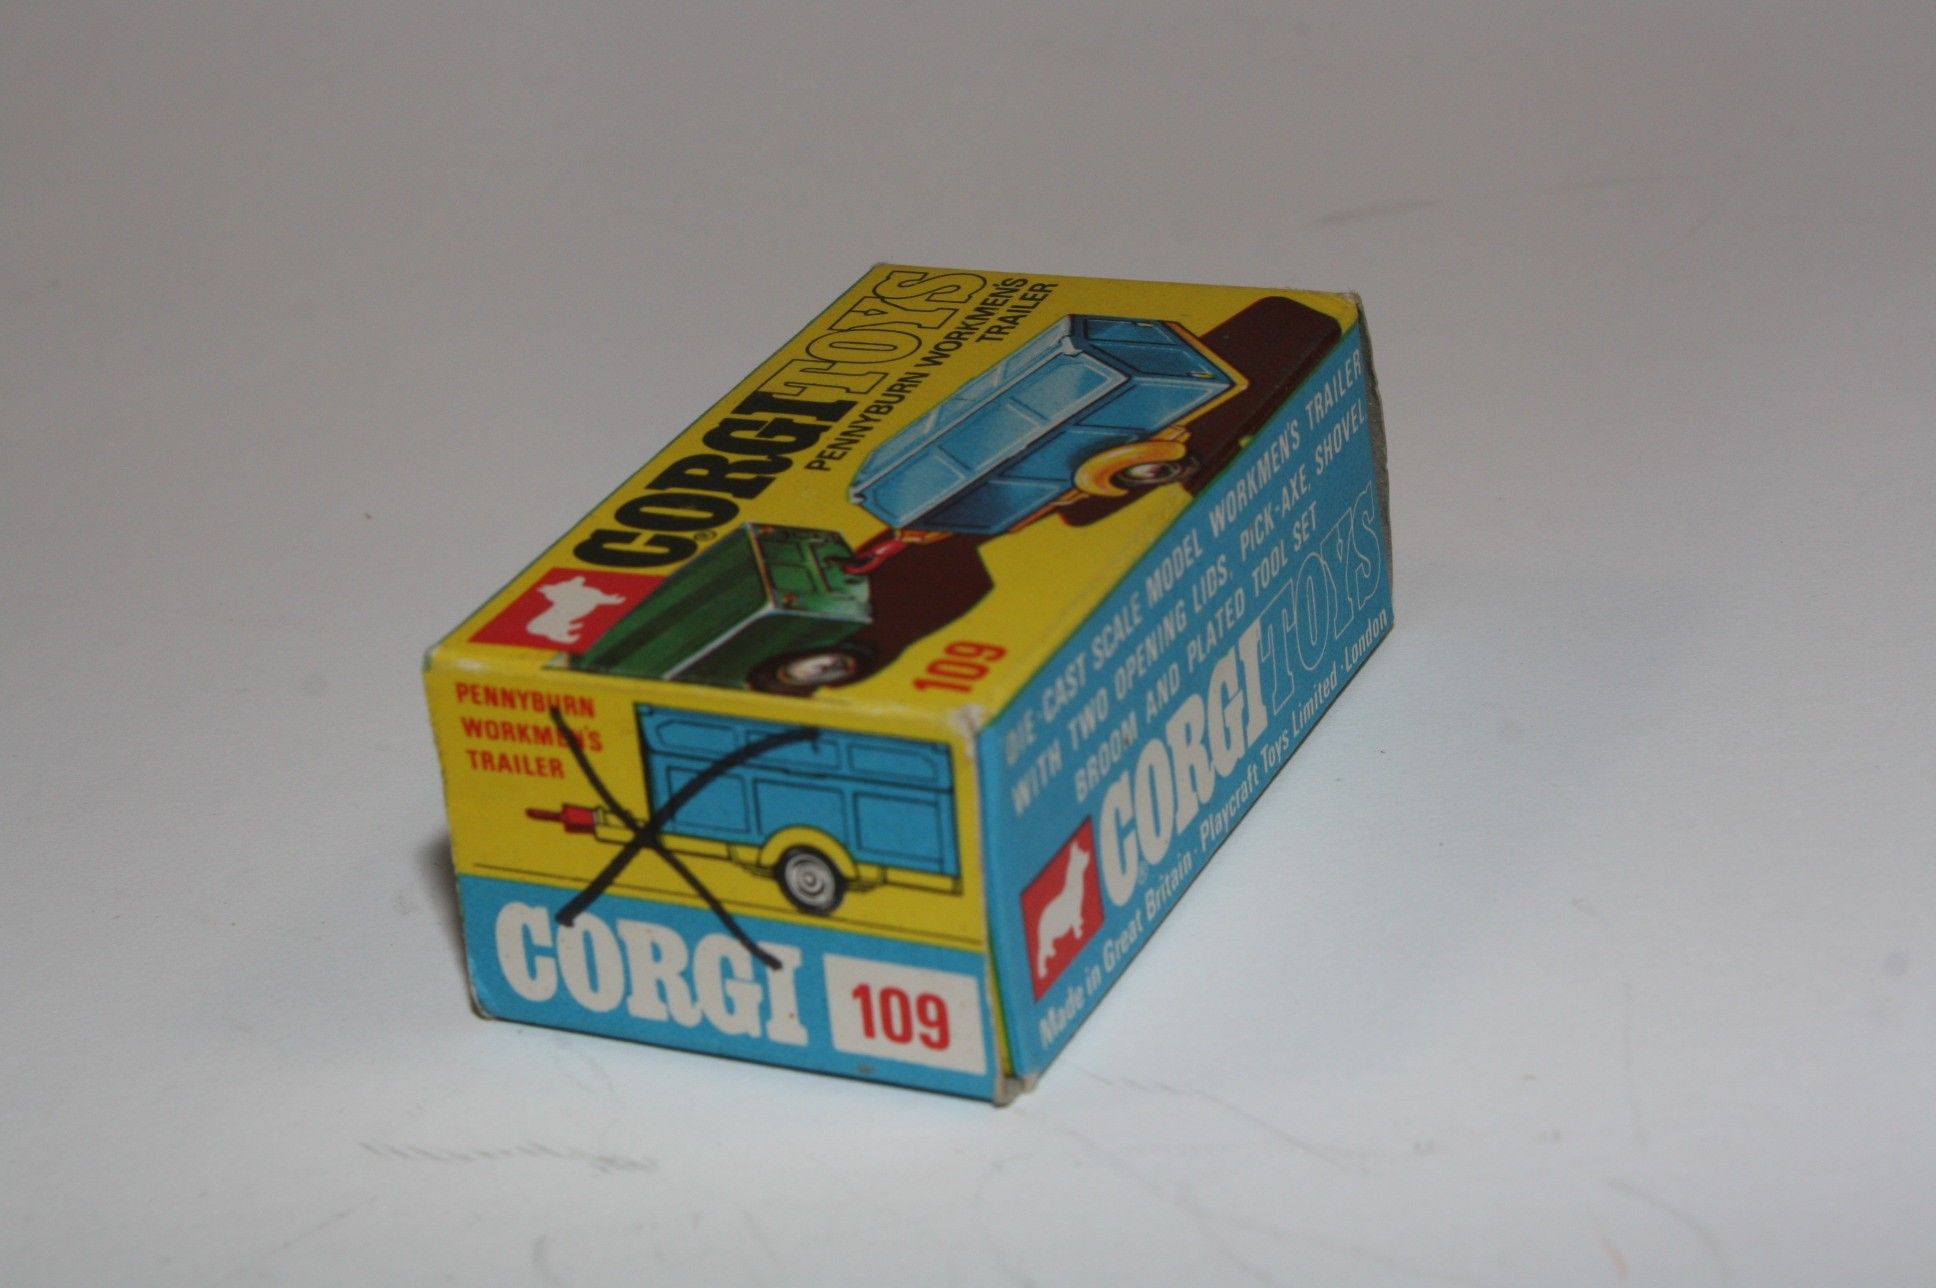 CORGI TOYS
®
PENNYBURN WORKMEN'S
TRAILER
109
PENNYBURN
WORKMEN'S
TRAILER
CORGI 109
DIE-CAST SCALE MODEL WORKMEN'S TRAILER
WITH TWO OPENING LIDS. PICK-AXE, SHOVEL
BROOM AND PLATED TOOL SET
CORGI TOYS
®
Made in Great Britain · Playcraft Toys Limited · London